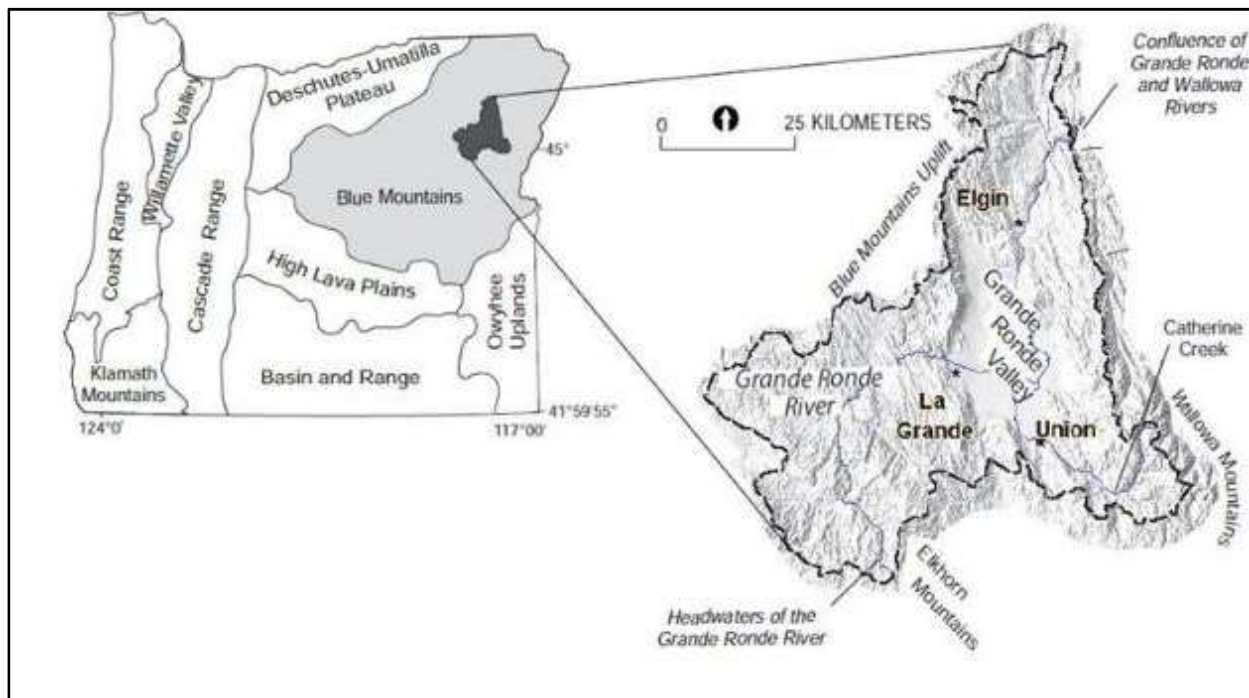 Deschutes-Umatilla
Plateau
Willamette Valley
Coast Range
Cascade Range
Blue Mountains
45°
High Lava Plains
Owyhee
Uplands
Klamath
Mountains
Basin and Range
41°59'55"
124°0'
117°00'
0
25 KILOMETERS
Confluence of
Grande Ronde
and Wallowa
Rivers
Blue Mountains Uplift
Elgin
Grande
Ronde
Valley
Catherine
Creek
Grande Ronde
River
La
Grande
Union
Wallowa Mountains
Elkhorn
Mountains
Headwaters of the
Grande Ronde River